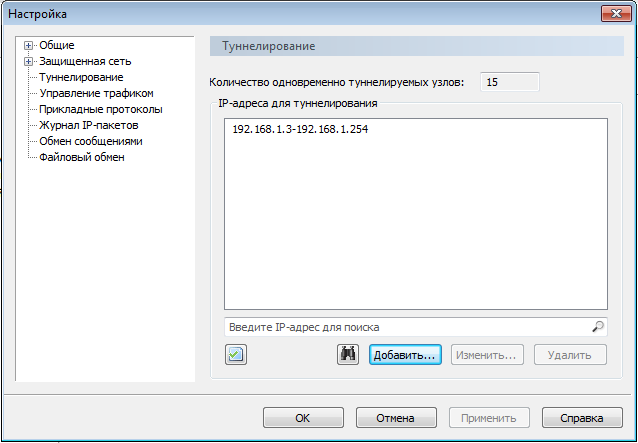 Настройка
Общие
Защищенная сеть
Туннелирование
Управление трафиком
Прикладные протоколы
Журнал IP-пакетов
Обмен сообщениями
Файловый обмен
Туннелирование
Количество одновременно туннелируемых узлов: 15
IP-адреса для туннелирования
192.168.1.3-192.168.1.254
Введите IP-адрес для поиска
Добавить... Изменить... Удалить
OK Отмена Применить Справка